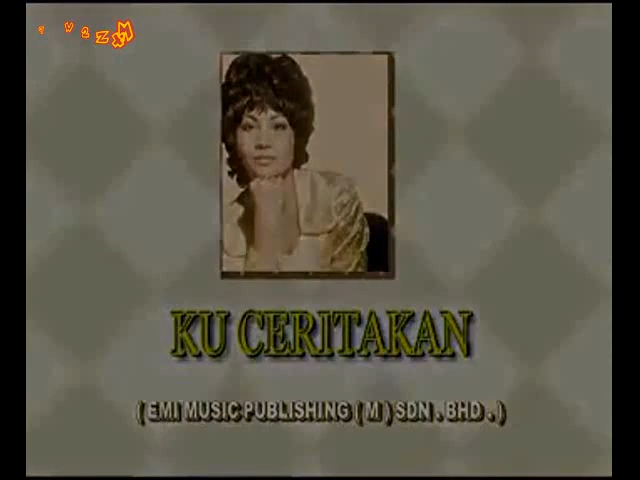 KU CERITAKAN
( EMI MUSIC PUBLISHING ( M ) SDN . BHD . )